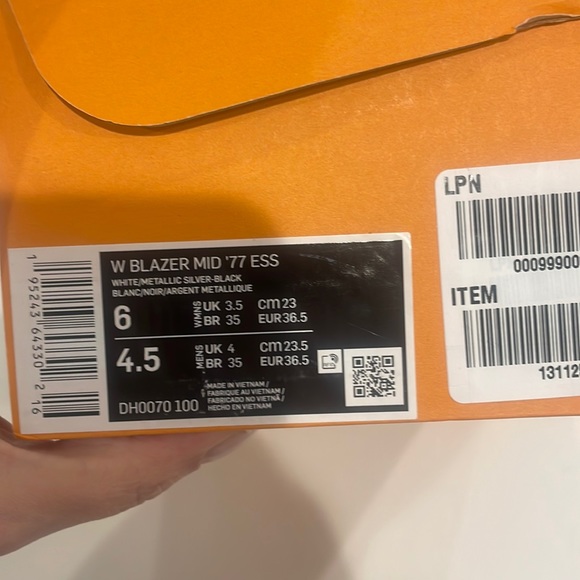 W BLAZER MID '77 ESS
WHITE/METALLIC SILVER-BLACK
BLANC/NOIR/ARGENT METALLIQUE
6 WMNS UK 3.5 CM 23
BR 35 EUR 36.5
4.5 MENS UK 4 CM 23.5
BR 35 EUR 36.5
DH0070 100
MADE IN VIETNAM /
FABRIQUE AU VIETNAM /
FABRICADO NO VIETNÃ /
HECHO EN VIETNAM
1 95243 64330 2 16
LPN
00099900
ITEM
13112